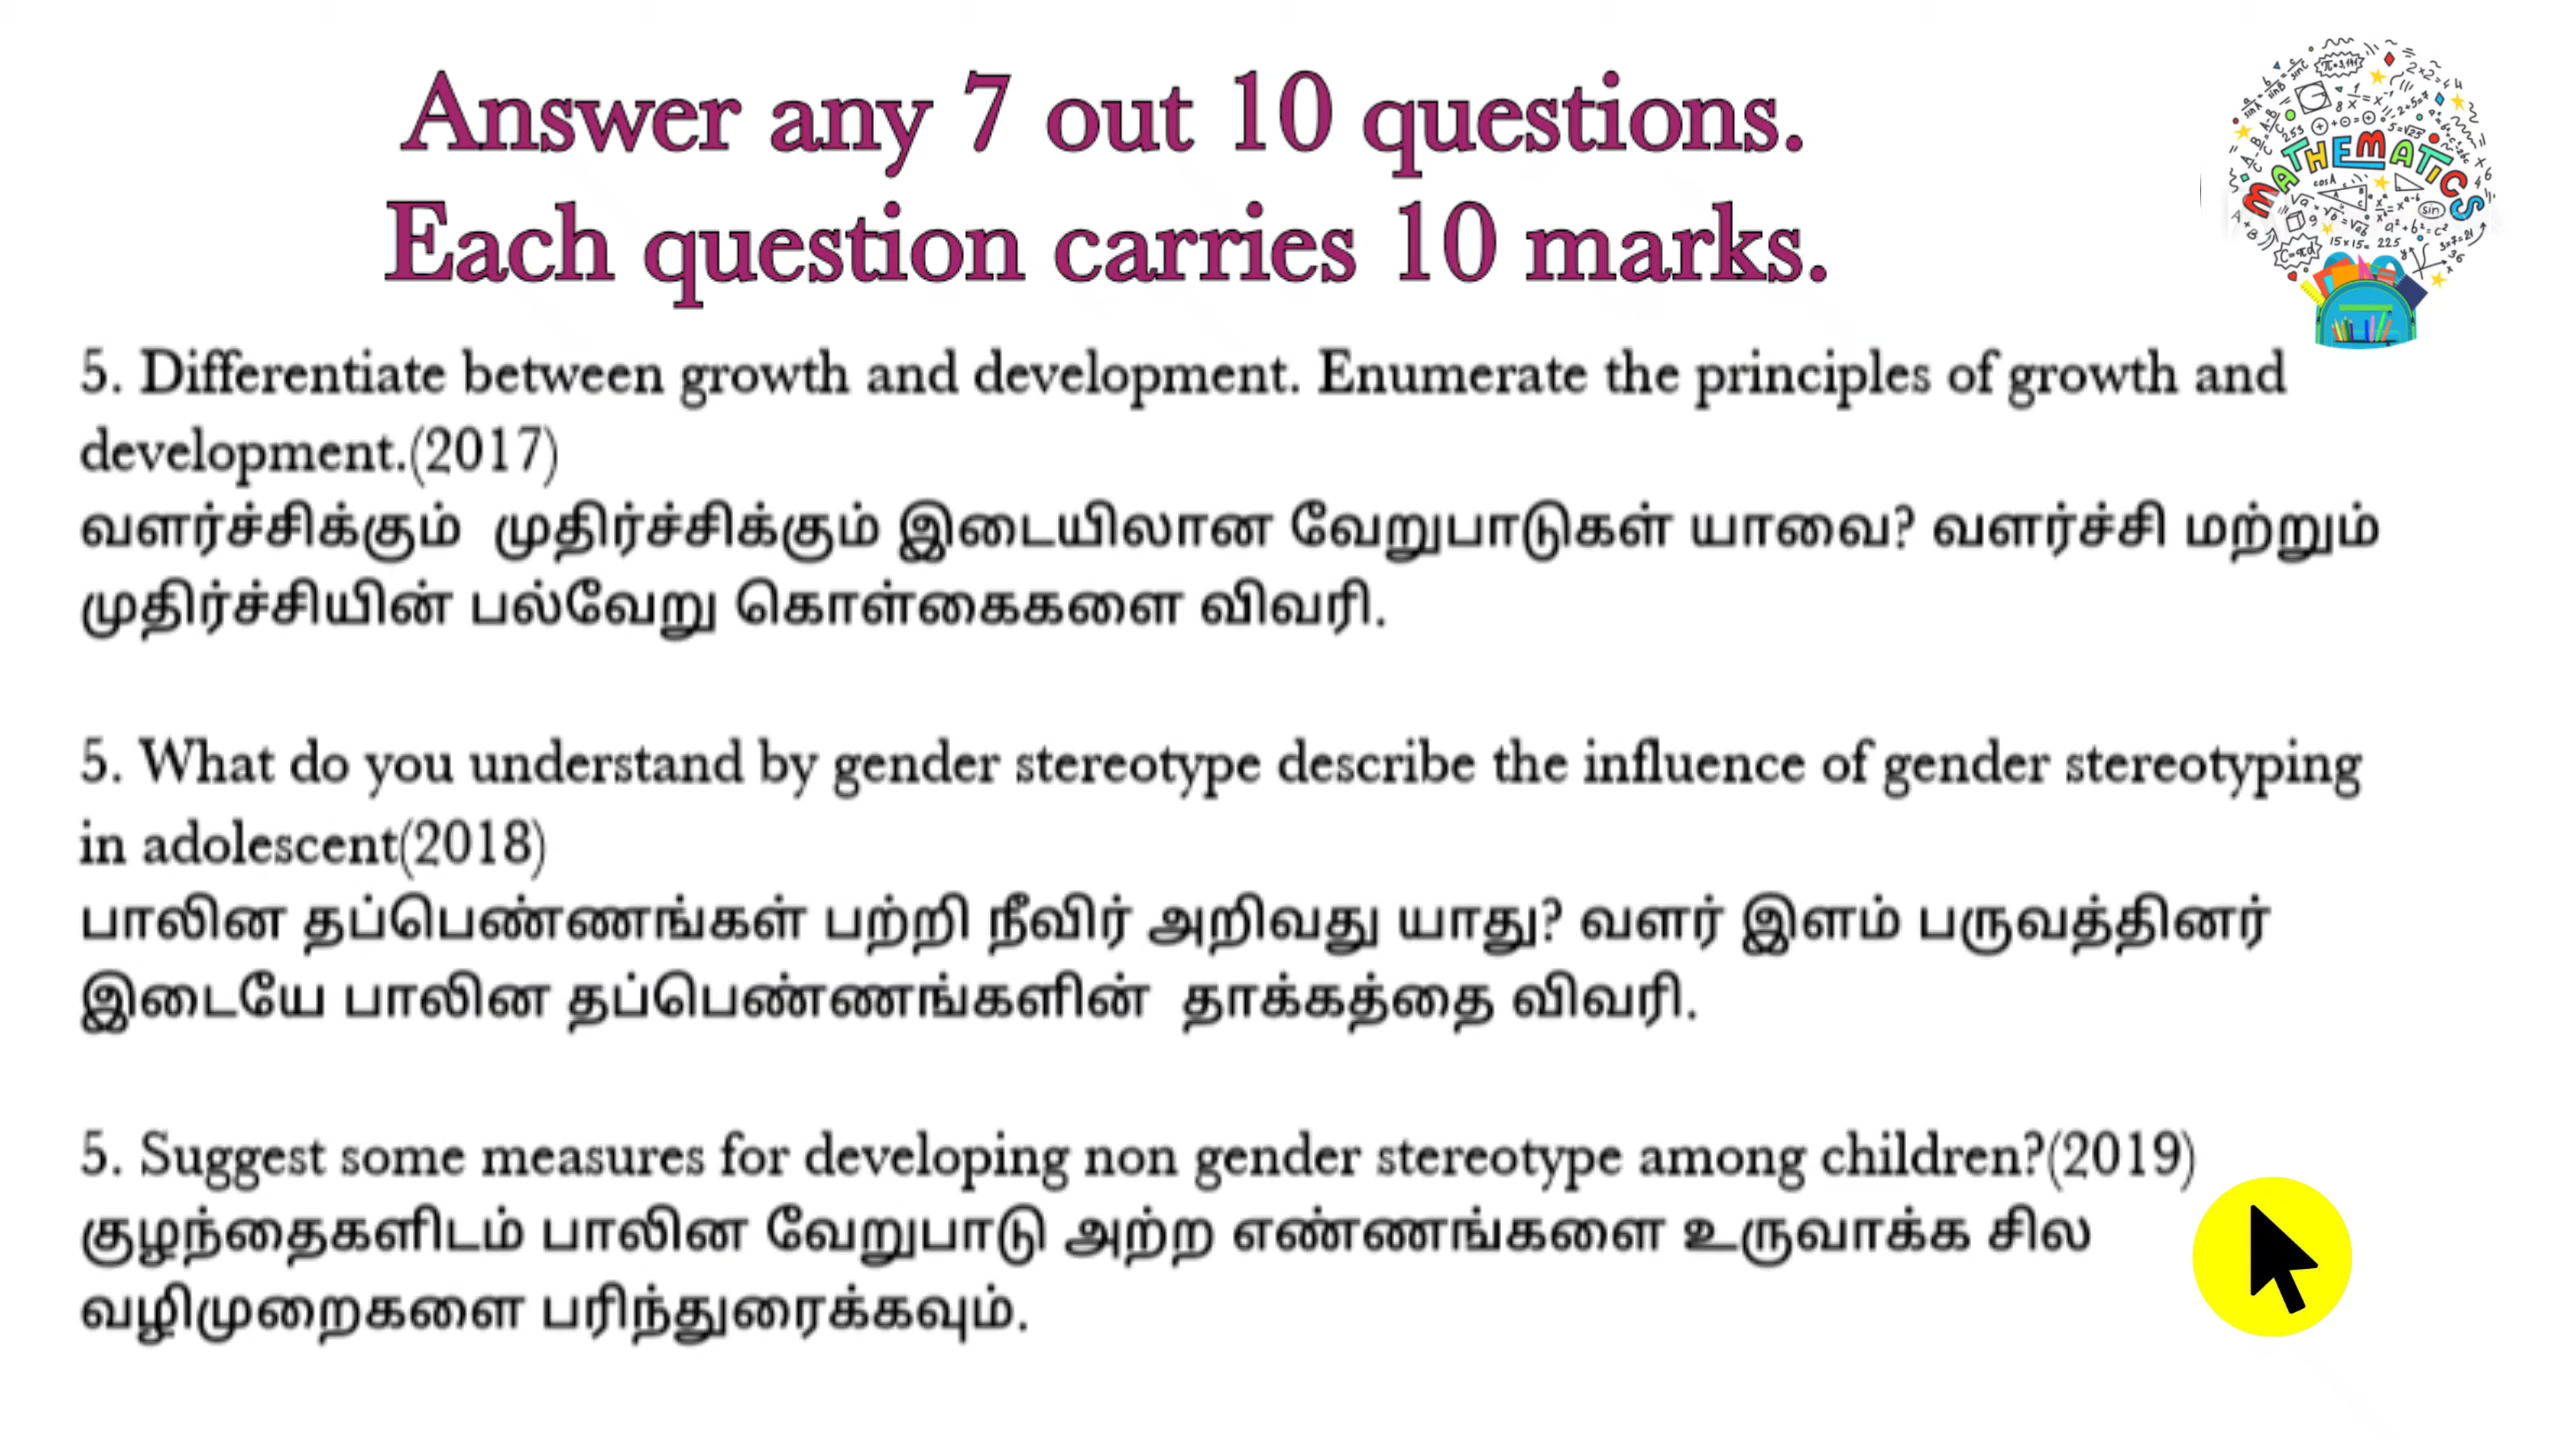 Answer any 7 out 10 questions.
Each question carries 10 marks.
MATHEMATICS
5. Differentiate between growth and development. Enumerate the principles of growth and
development.(2017)
வளர்ச்சிக்கும் முதிர்ச்சிக்கும் இடையிலான வேறுபாடுகள் யாவை? வளர்ச்சி மற்றும்
முதிர்ச்சியின் பல்வேறு கொள்கைகளை விவரி.
5. What do you understand by gender stereotype describe the influence of gender stereotyping
in adolescent(2018)
பாலின தப்பெண்ணங்கள் பற்றி நீவிர் அறிவது யாது? வளர் இளம் பருவத்தினர்
இடையே பாலின தப்பெண்ணங்களின் தாக்கத்தை விவரி.
5. Suggest some measures for developing non gender stereotype among children?(2019)
குழந்தைகளிடம் பாலின வேறுபாடு அற்ற எண்ணங்களை உருவாக்க சில
வழிமுறைகளை பரிந்துரைக்கவும்.